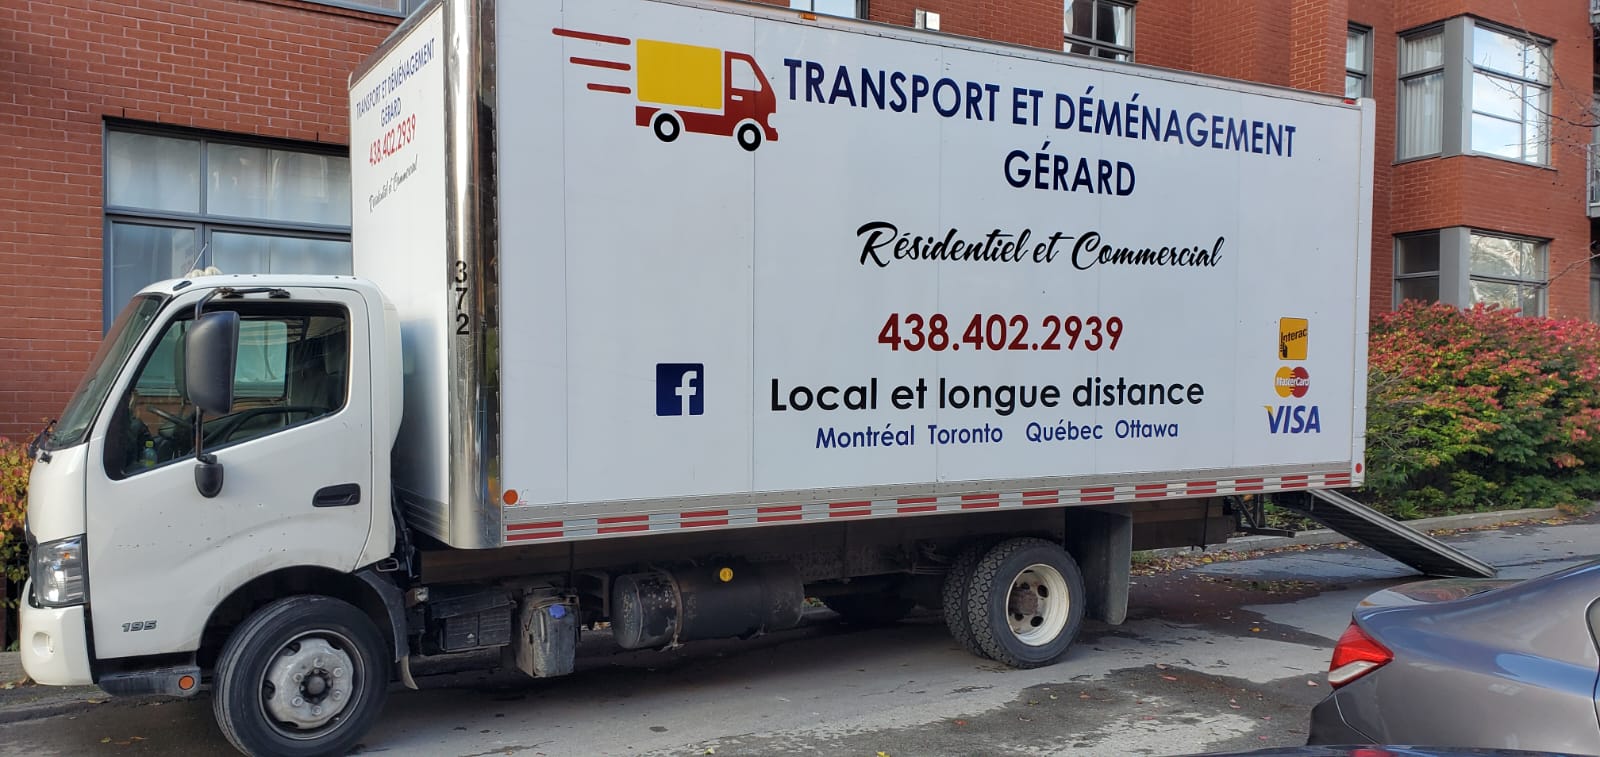 TRANSPORT ET DÉMÉNAGEMENT
GÉRARD
438.402.2939
Résidentiel et Commercial
372
TRANSPORT ET DÉMÉNAGEMENT
GÉRARD
Résidentiel et Commercial
438.402.2939
f
Local et longue distance
Montréal Toronto Québec Ottawa
Interac
MasterCard
VISA
195